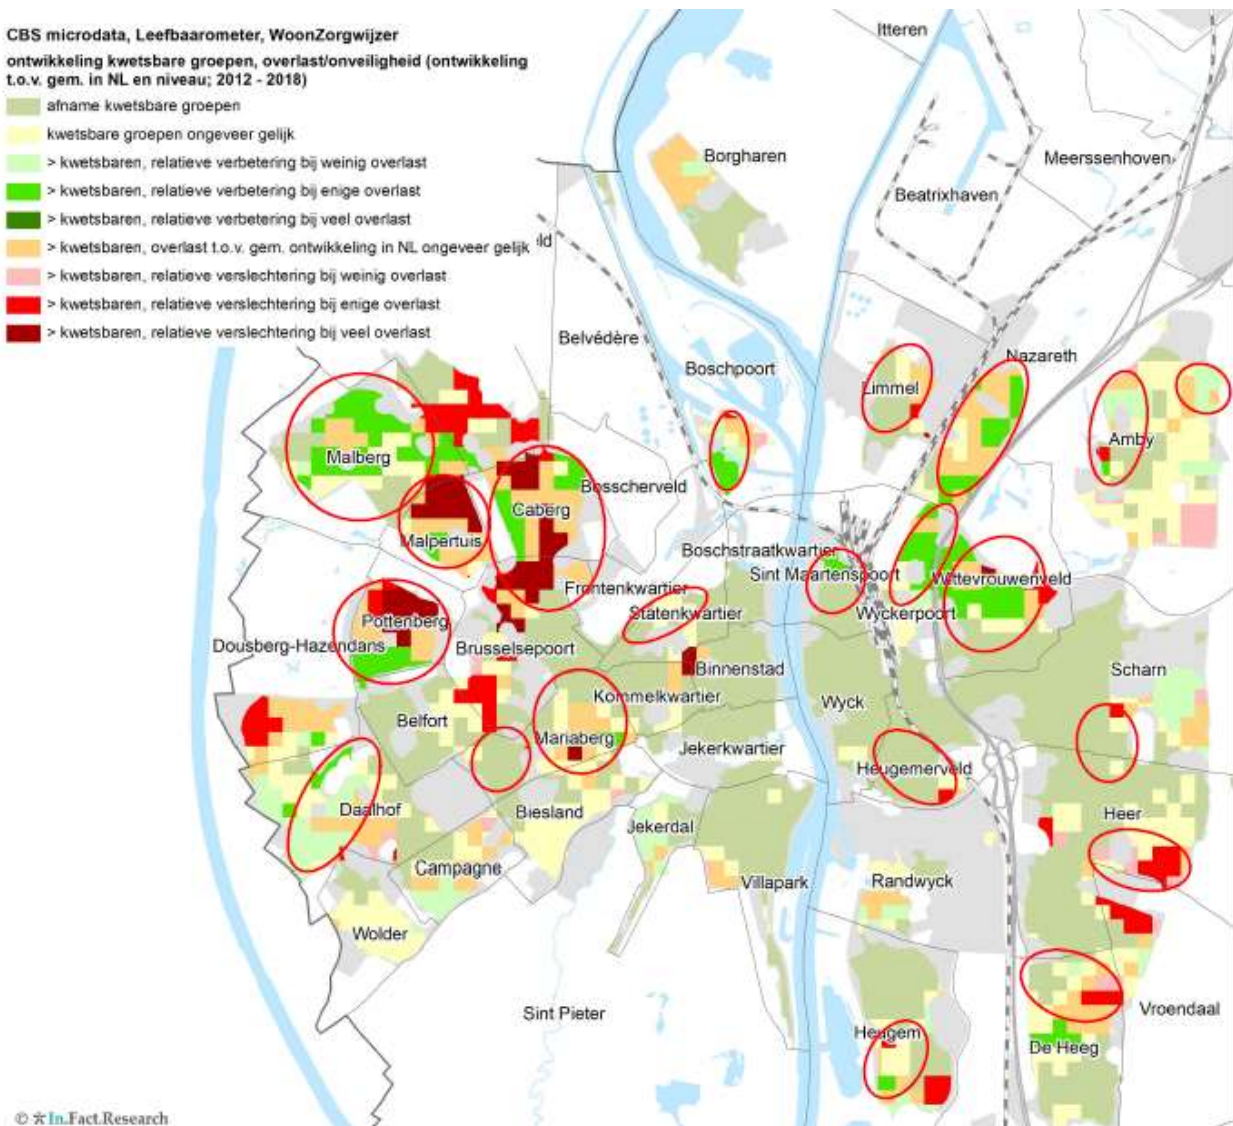 CBS microdata, Leefbaarometer, WoonZorgwijzer
ontwikkeling kwetsbare groepen, overlast/onveiligheid (ontwikkeling
t.o.v. gem. in NL en niveau; 2012 - 2018)
afname kwetsbare groepen
kwetsbare groepen ongeveer gelijk
> kwetsbaren, relatieve verbetering bij weinig overlast
> kwetsbaren, relatieve verbetering bij enige overlast
> kwetsbaren, relatieve verbetering bij veel overlast
> kwetsbaren, overlast t.o.v. gem. ontwikkeling in NL ongeveer gelijk
> kwetsbaren, relatieve verslechtering bij weinig overlast
> kwetsbaren, relatieve verslechtering bij enige overlast
> kwetsbaren, relatieve verslechtering bij veel overlast
Itteren
Borgharen
Meerssenhoven
Beatrixhaven
Belvédère
Boschpoort
Nazareth
Limmel
Amby
Malberg
Bosscherveld
Caberg
Malpertuis
Boschstraatkwartier
Sint Maartenspoort
Wittevrouwenveld
Frontenkwartier
Statenkwartier
Wyckerpoort
Pottenberg
Dousberg-Hazendans
Brusselsepoort
Binnenstad
Scharn
Kommelkwartier
Wyck
Belfort
Mariaberg
Jekerkwartier
Heugemerveld
Daalhof
Biesland
Jekerdal
Heer
Campagne
Villapark
Randwyck
Wolder
Sint Pieter
Vroendaal
Heugem
De Heeg
© In.Fact.Research